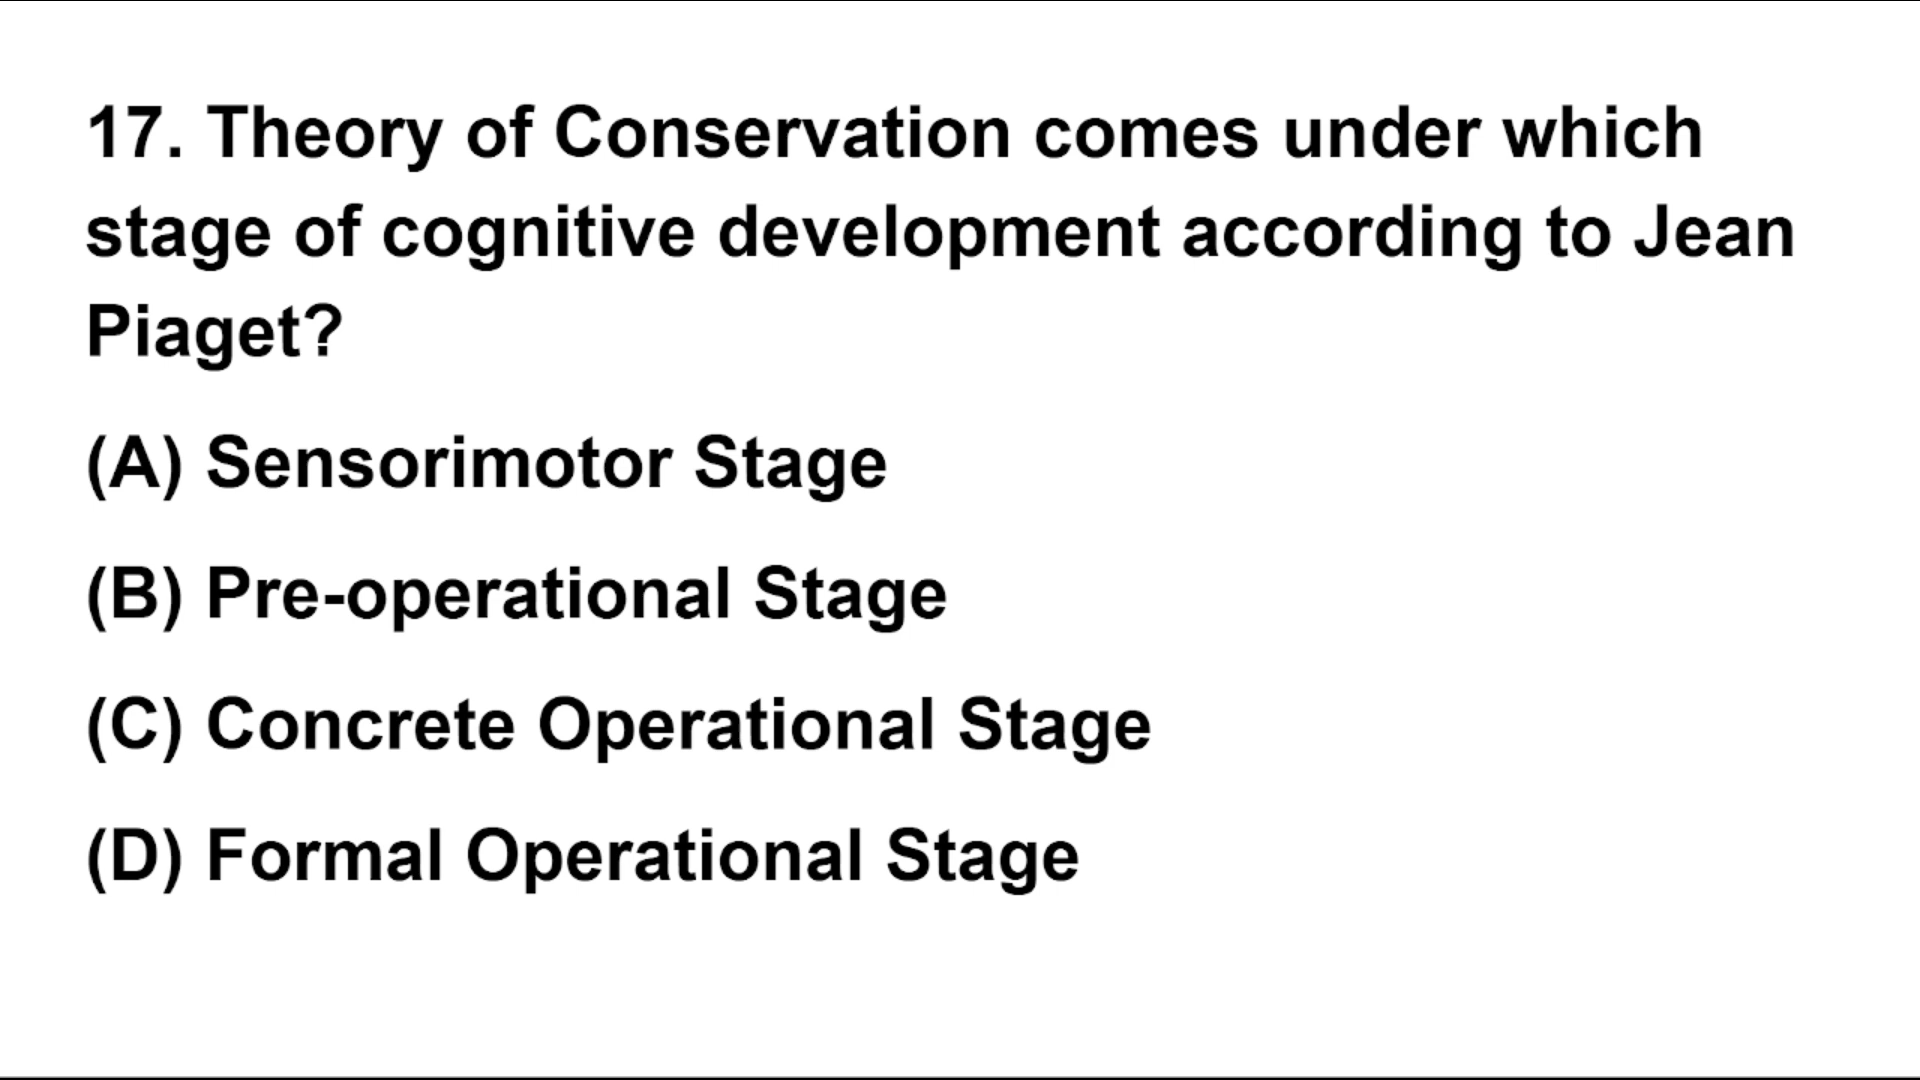 17. Theory of Conservation comes under which
stage of cognitive development according to Jean
Piaget?
(A) Sensorimotor Stage
(B) Pre-operational Stage
(C) Concrete Operational Stage
(D) Formal Operational Stage